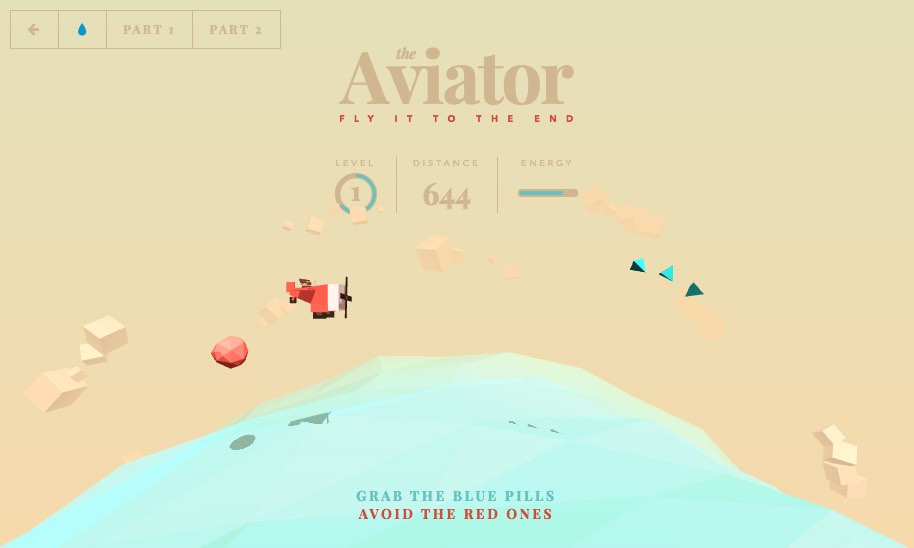 PART 1
PART 2
the
Aviator
FLY IT TO THE END
LEVEL
1
DISTANCE
644
ENERGY
GRAB THE BLUE PILLS
AVOID THE RED ONES